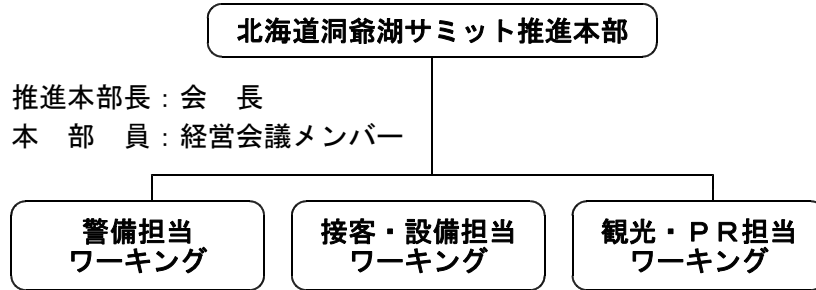 北海道洞爺湖サミット推進本部
推進本部長：会　長
本　部　員：経営会議メンバー
警備担当
ワーキング
接客・設備担当
ワーキング
観光・ＰＲ担当
ワーキング